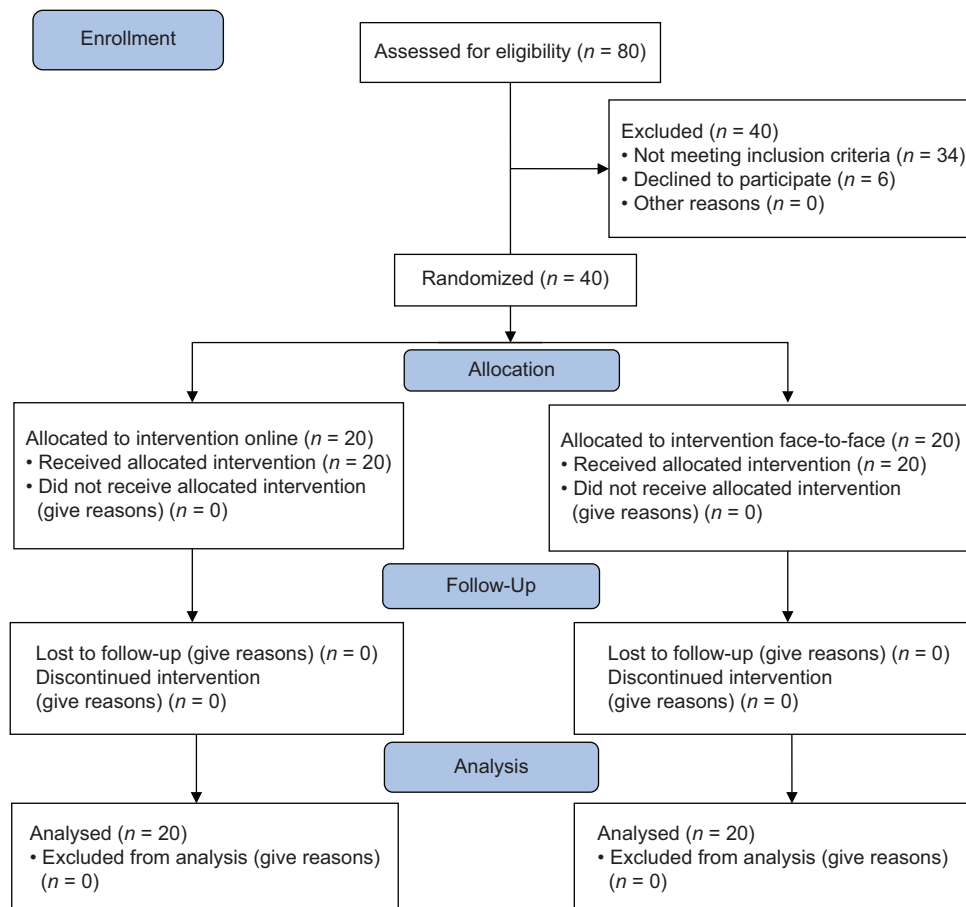 Enrollment
Assessed for eligibility (n = 80)
Excluded (n = 40)
• Not meeting inclusion criteria (n = 34)
• Declined to participate (n = 6)
• Other reasons (n = 0)
Randomized (n = 40)
Allocation
Allocated to intervention online (n = 20)
• Received allocated intervention (n = 20)
• Did not receive allocated intervention
(give reasons) (n = 0)
Allocated to intervention face-to-face (n = 20)
• Received allocated intervention (n = 20)
• Did not receive allocated intervention
(give reasons) (n = 0)
Follow-Up
Lost to follow-up (give reasons) (n = 0)
Discontinued intervention
(give reasons) (n = 0)
Lost to follow-up (give reasons) (n = 0)
Discontinued intervention
(give reasons) (n = 0)
Analysis
Analysed (n = 20)
• Excluded from analysis (give reasons)
(n = 0)
Analysed (n = 20)
• Excluded from analysis (give reasons)
(n = 0)